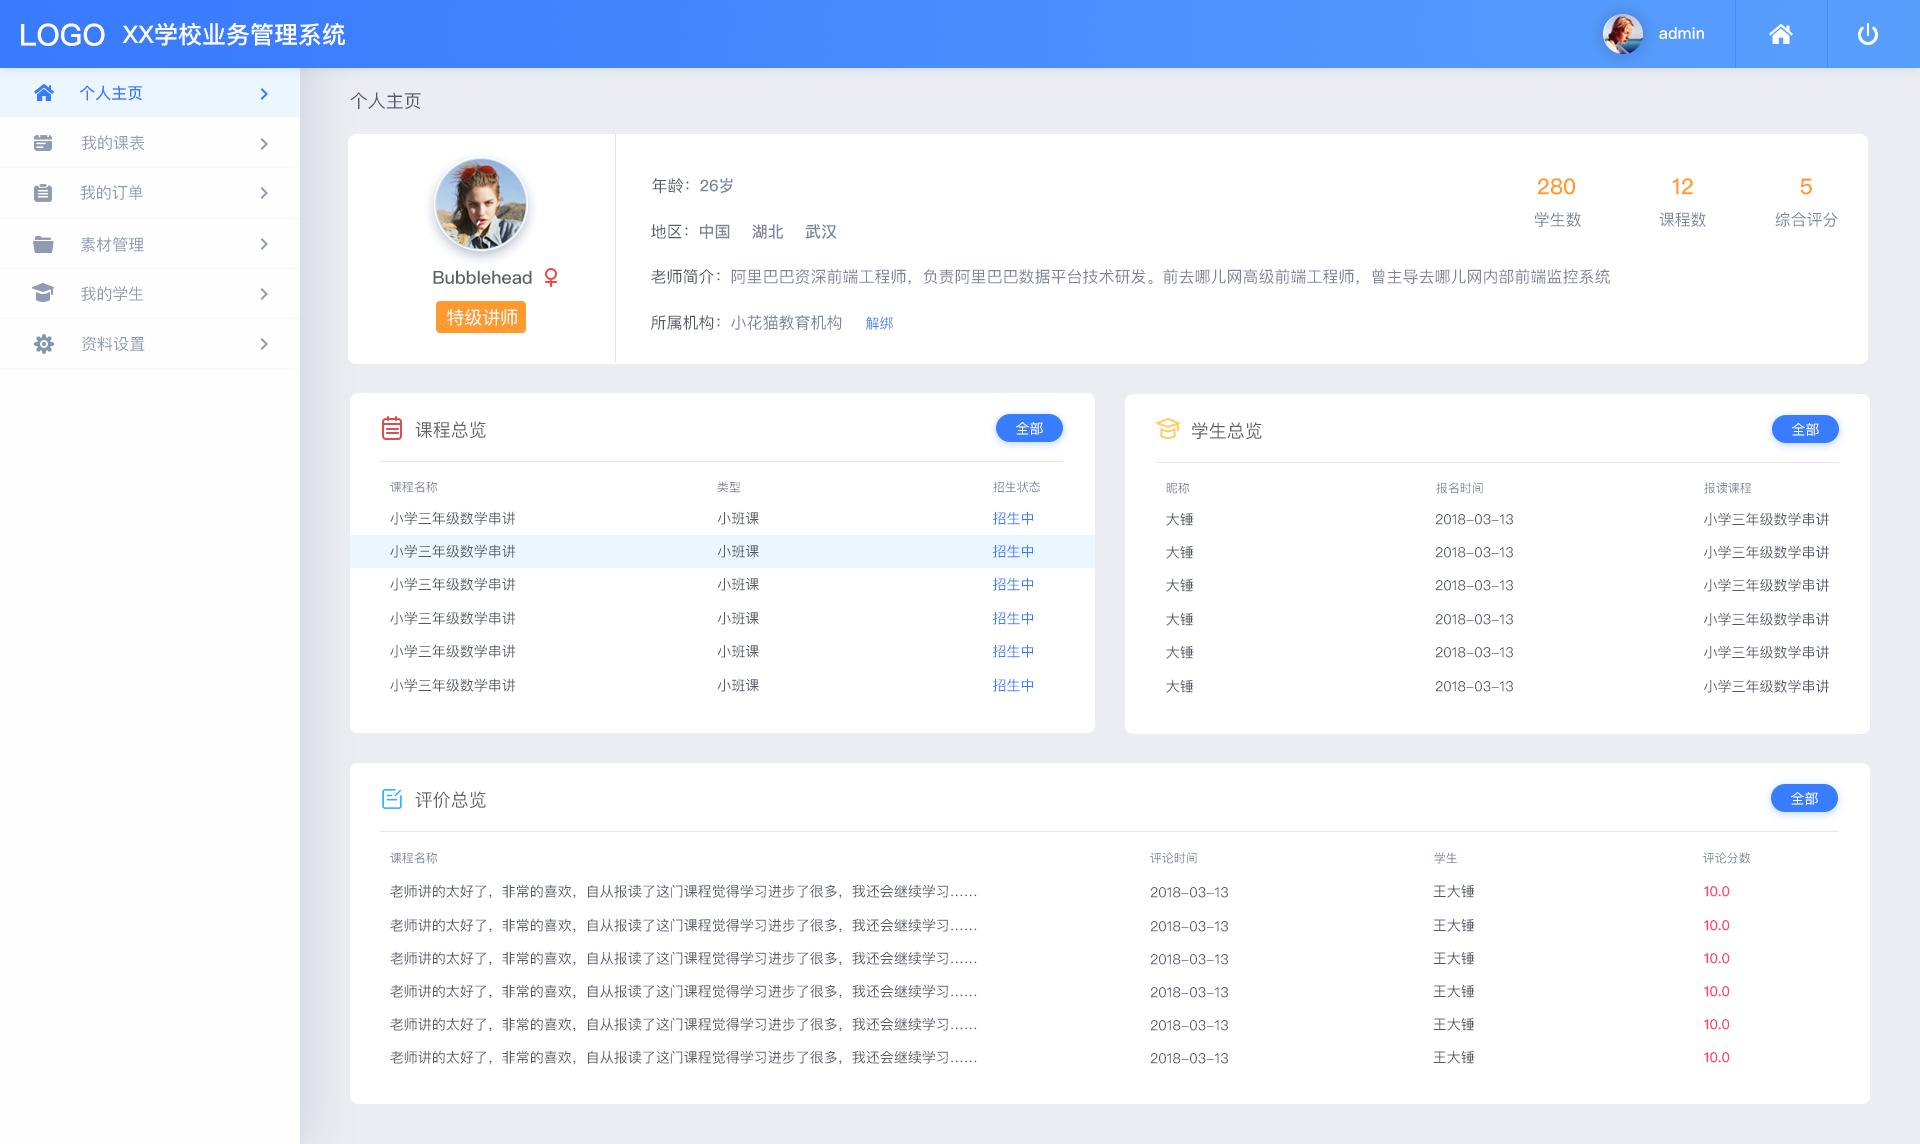 LOGO XX学校业务管理系统 admin
个人主页
我的课表
我的订单
素材管理
我的学生
资料设置
个人主页
Bubblehead
特级讲师
年龄：26岁
地区：中国 湖北 武汉
老师简介：阿里巴巴资深前端工程师，负责阿里巴巴数据平台技术研发。前去哪儿网高级前端工程师，曾主导去哪儿网内部前端监控系统
所属机构：小花猫教育机构 解绑
280 12 5
学生数 课程数 综合评分
课程总览 全部
课程名称 类型 招生状态
小学三年级数学串讲 小班课 招生中
小学三年级数学串讲 小班课 招生中
小学三年级数学串讲 小班课 招生中
小学三年级数学串讲 小班课 招生中
小学三年级数学串讲 小班课 招生中
小学三年级数学串讲 小班课 招生中
学生总览 全部
昵称 报名时间 报读课程
大锤 2018-03-13 小学三年级数学串讲
大锤 2018-03-13 小学三年级数学串讲
大锤 2018-03-13 小学三年级数学串讲
大锤 2018-03-13 小学三年级数学串讲
大锤 2018-03-13 小学三年级数学串讲
大锤 2018-03-13 小学三年级数学串讲
评价总览 全部
课程名称 评论时间 学生 评论分数
老师讲的太好了，非常的喜欢，自从报读了这门课程觉得学习进步了很多，我还会继续学习…… 2018-03-13 王大锤 10.0
老师讲的太好了，非常的喜欢，自从报读了这门课程觉得学习进步了很多，我还会继续学习…… 2018-03-13 王大锤 10.0
老师讲的太好了，非常的喜欢，自从报读了这门课程觉得学习进步了很多，我还会继续学习…… 2018-03-13 王大锤 10.0
老师讲的太好了，非常的喜欢，自从报读了这门课程觉得学习进步了很多，我还会继续学习…… 2018-03-13 王大锤 10.0
老师讲的太好了，非常的喜欢，自从报读了这门课程觉得学习进步了很多，我还会继续学习…… 2018-03-13 王大锤 10.0
老师讲的太好了，非常的喜欢，自从报读了这门课程觉得学习进步了很多，我还会继续学习…… 2018-03-13 王大锤 10.0